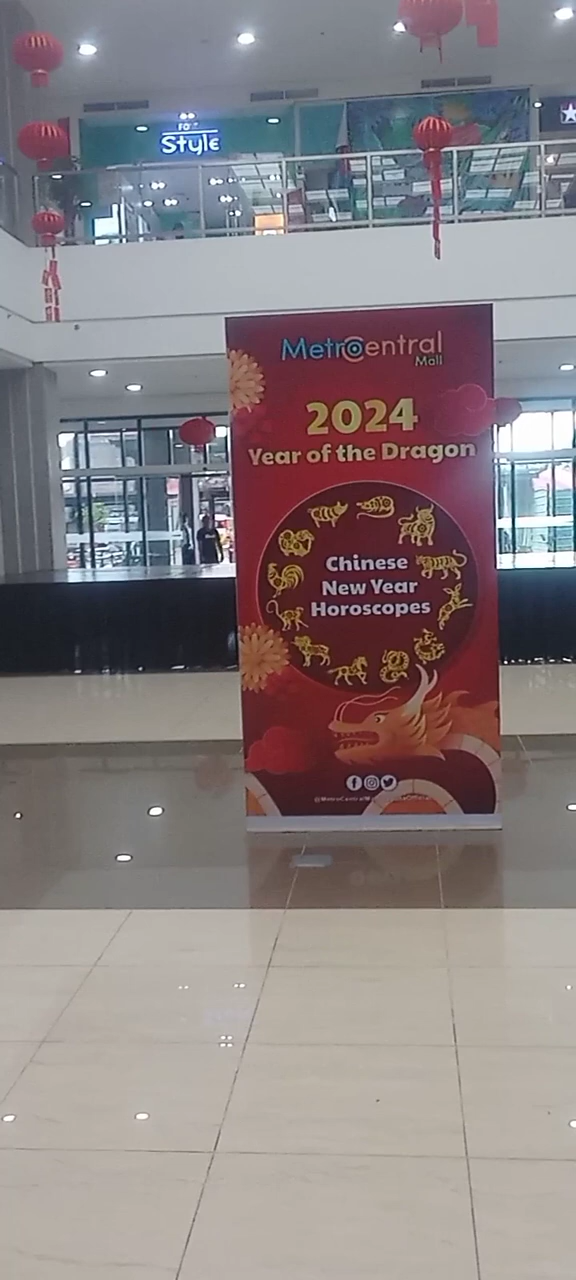 Style
MetroCentral
Mall
2024
Year of the Dragon
Chinese
New Year
Horoscopes